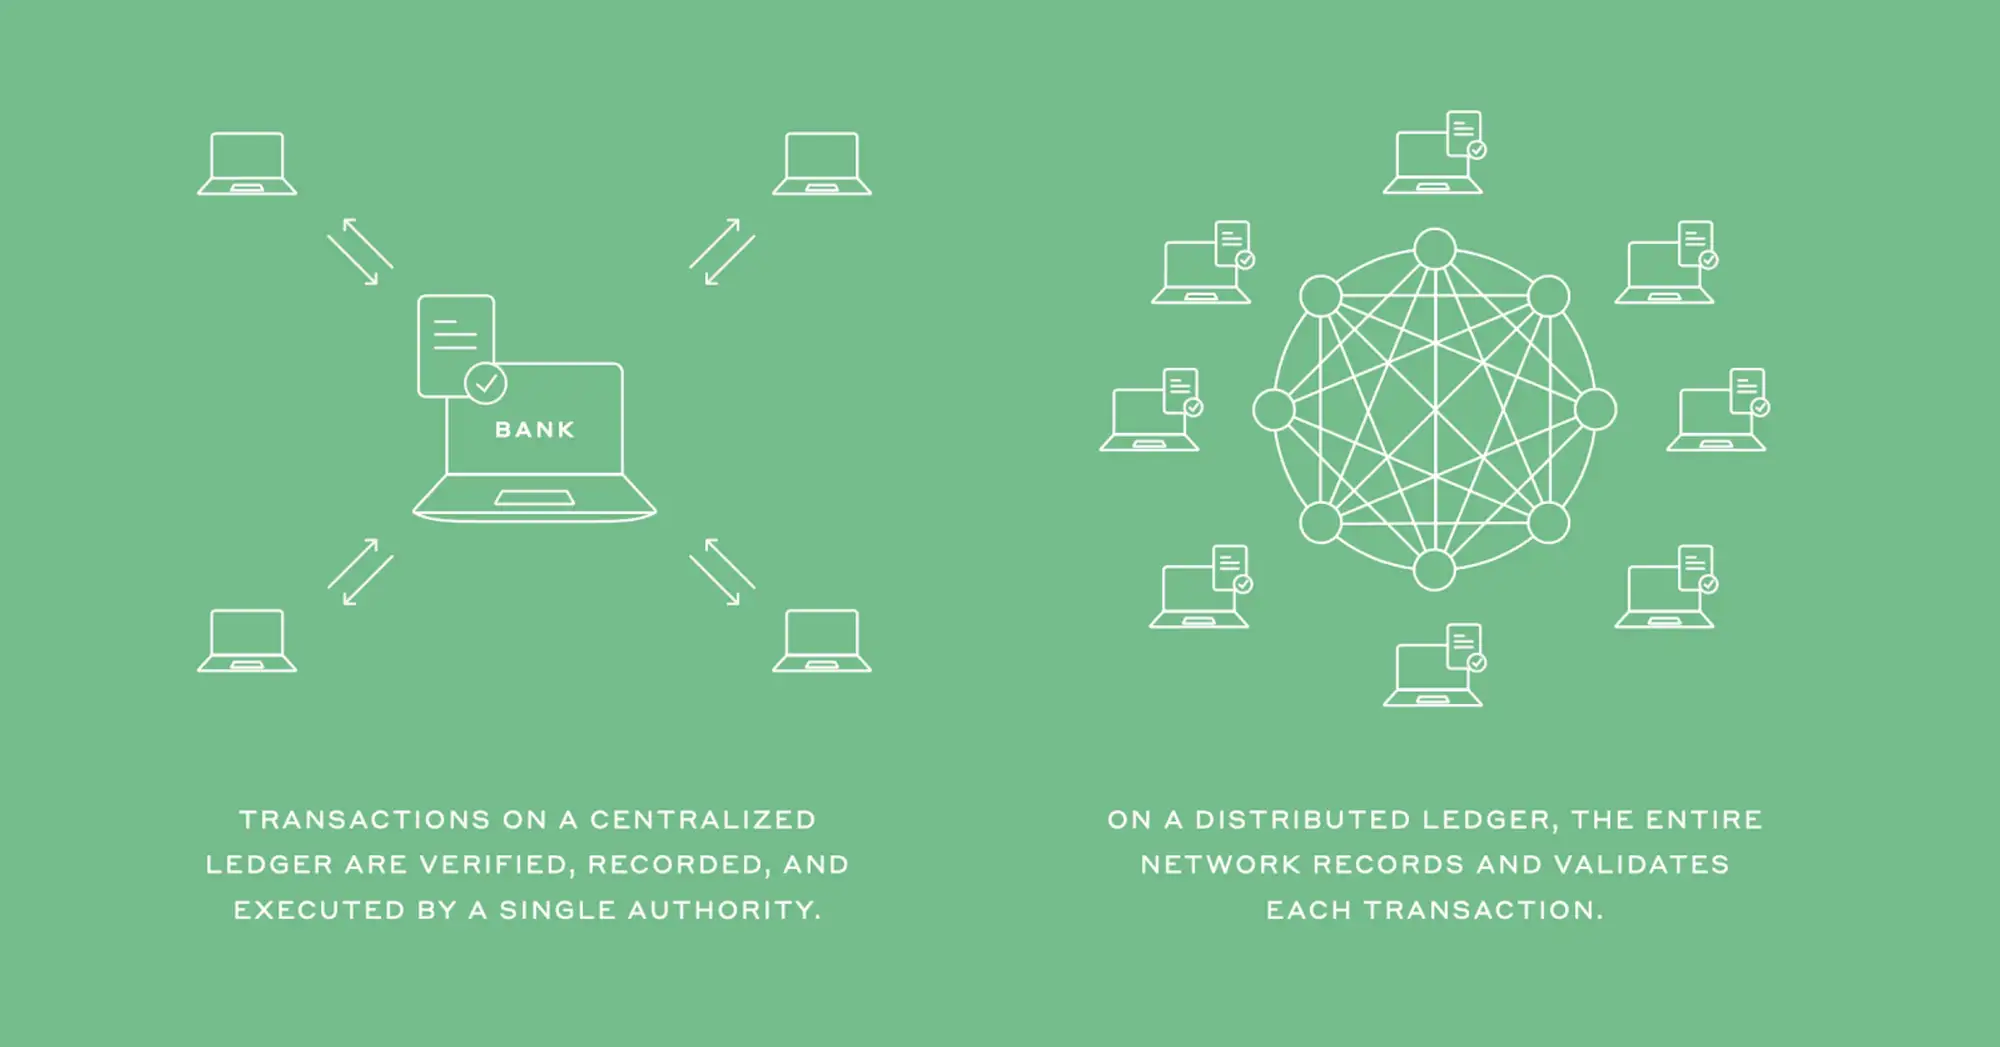 BANK
TRANSACTIONS ON A CENTRALIZED
LEDGER ARE VERIFIED, RECORDED, AND
EXECUTED BY A SINGLE AUTHORITY.
ON A DISTRIBUTED LEDGER, THE ENTIRE
NETWORK RECORDS AND VALIDATES
EACH TRANSACTION.